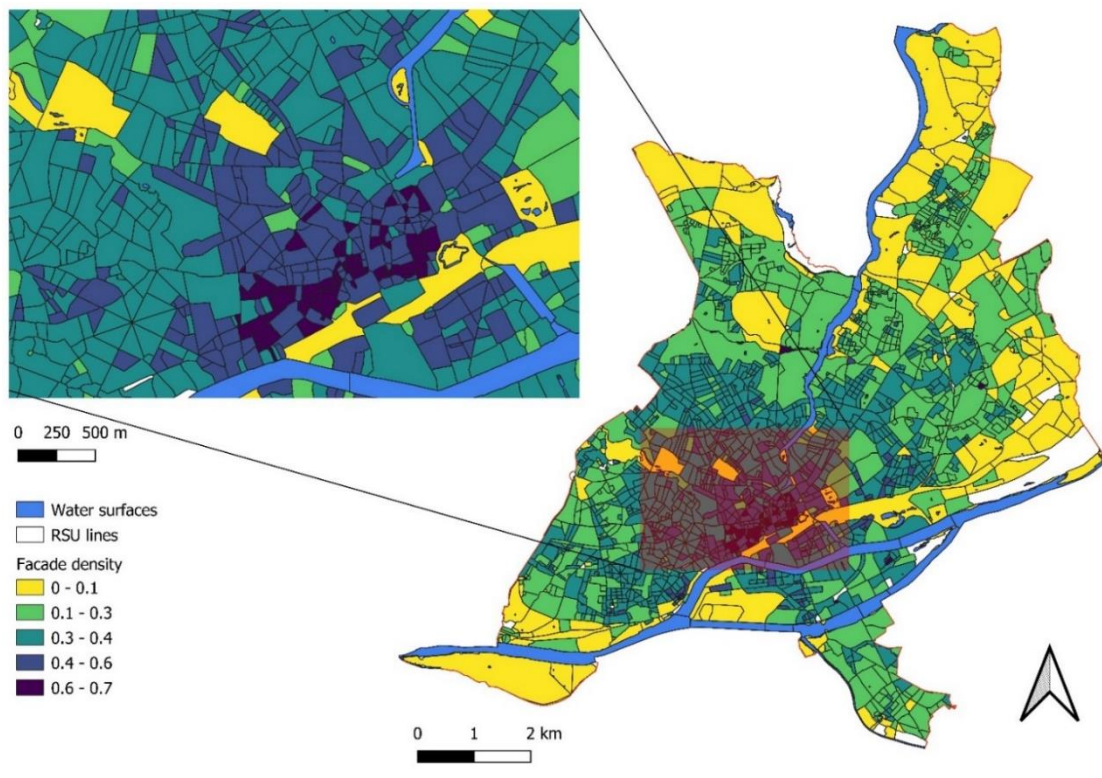 0 250 500 m
Water surfaces
RSU lines
Facade density
0 - 0.1
0.1 - 0.3
0.3 - 0.4
0.4 - 0.6
0.6 - 0.7
0 1 2 km